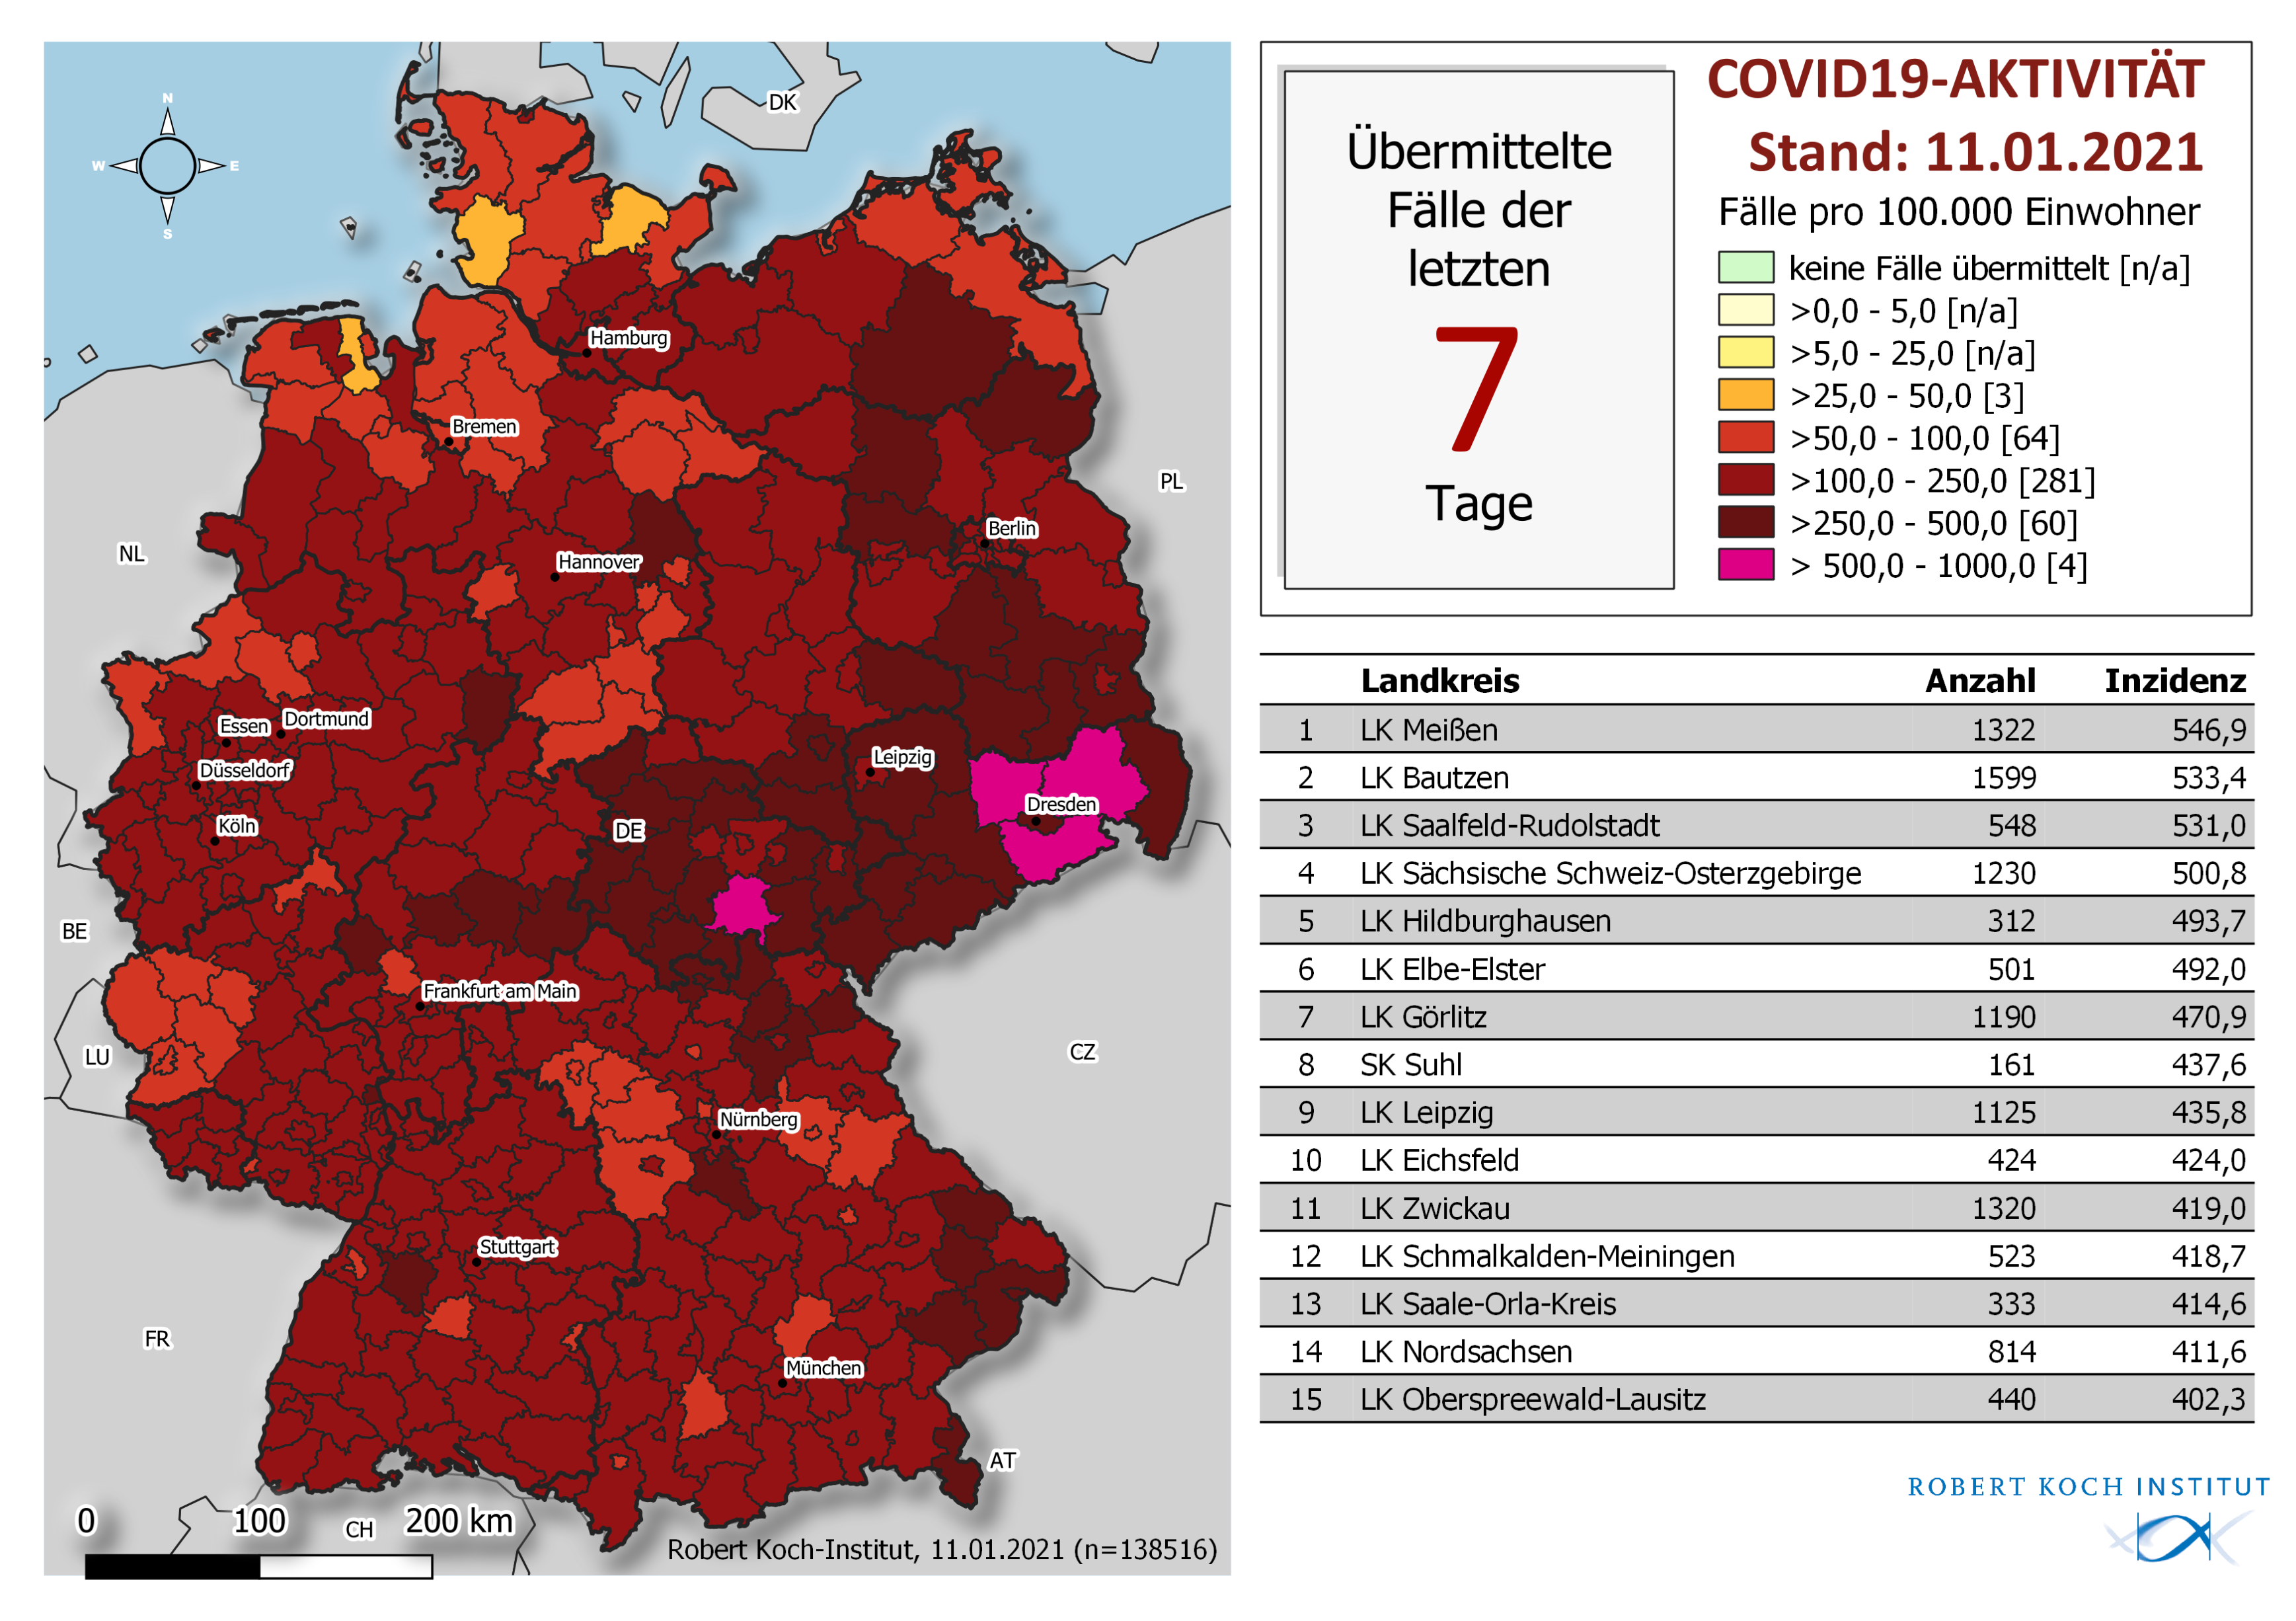 N
W
E
S
DK
Hamburg
Bremen
PL
Berlin
NL
Hannover
Essen
Dortmund
Düsseldorf
Leipzig
Köln
DE
Dresden
BE
Frankfurt am Main
LU
CZ
Nürnberg
Stuttgart
FR
München
AT
CH
0
100
200 km
Robert Koch-Institut, 11.01.2021 (n=138516)
Übermittelte
Fälle der
letzten
7
Tage
COVID19-AKTIVITÄT
Stand: 11.01.2021
Fälle pro 100.000 Einwohner
keine Fälle übermittelt [n/a]
>0,0 - 5,0 [n/a]
>5,0 - 25,0 [n/a]
>25,0 - 50,0 [3]
>50,0 - 100,0 [64]
>100,0 - 250,0 [281]
>250,0 - 500,0 [60]
> 500,0 - 1000,0 [4]
Landkreis Anzahl Inzidenz
1 LK Meißen 1322 546,9
2 LK Bautzen 1599 533,4
3 LK Saalfeld-Rudolstadt 548 531,0
4 LK Sächsische Schweiz-Osterzgebirge 1230 500,8
5 LK Hildburghausen 312 493,7
6 LK Elbe-Elster 501 492,0
7 LK Görlitz 1190 470,9
8 SK Suhl 161 437,6
9 LK Leipzig 1125 435,8
10 LK Eichsfeld 424 424,0
11 LK Zwickau 1320 419,0
12 LK Schmalkalden-Meiningen 523 418,7
13 LK Saale-Orla-Kreis 333 414,6
14 LK Nordsachsen 814 411,6
15 LK Oberspreewald-Lausitz 440 402,3
ROBERT KOCH INSTITUT